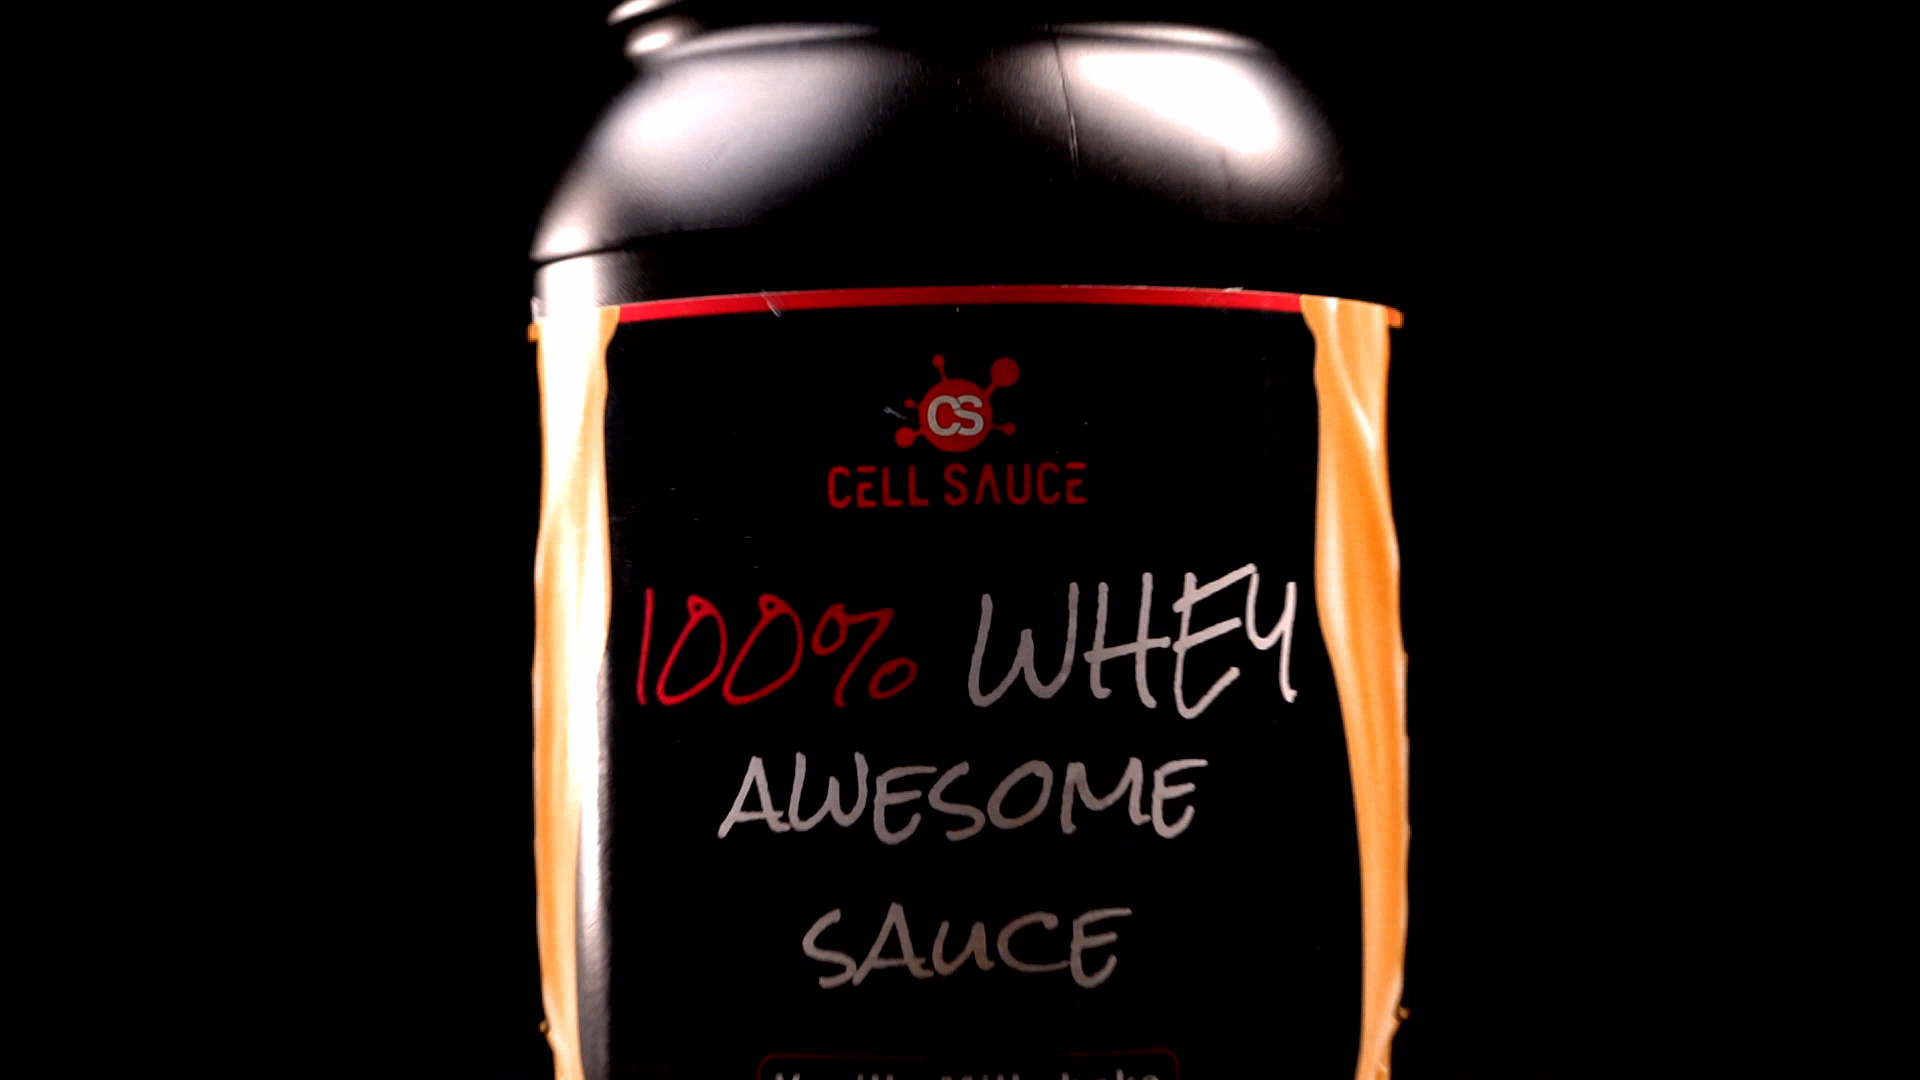 CS
CELL SAUCE
100% WHEY
AWESOME
SAUCE